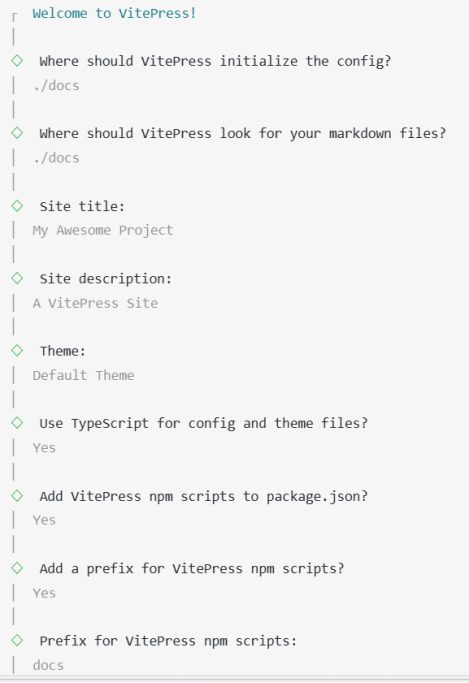 Welcome to VitePress!
Where should VitePress initialize the config?
./docs
Where should VitePress look for your markdown files?
./docs
Site title:
My Awesome Project
Site description:
A VitePress Site
Theme:
Default Theme
Use TypeScript for config and theme files?
Yes
Add VitePress npm scripts to package.json?
Yes
Add a prefix for VitePress npm scripts?
Yes
Prefix for VitePress npm scripts:
docs